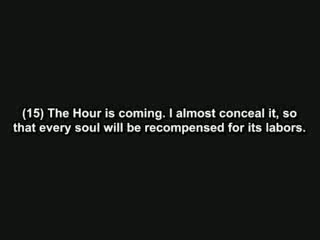 (15) The Hour is coming. I almost conceal it, so
that every soul will be recompensed for its labors.